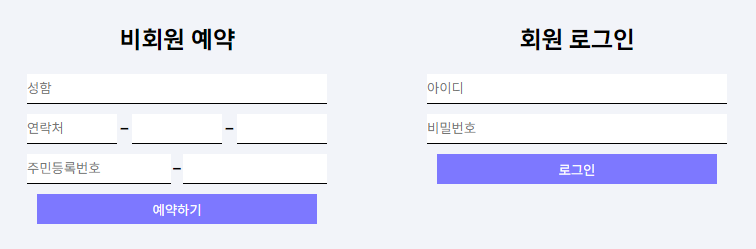 비회원 예약
성함
연락처 – –
주민등록번호 –
예약하기
회원 로그인
아이디
비밀번호
로그인